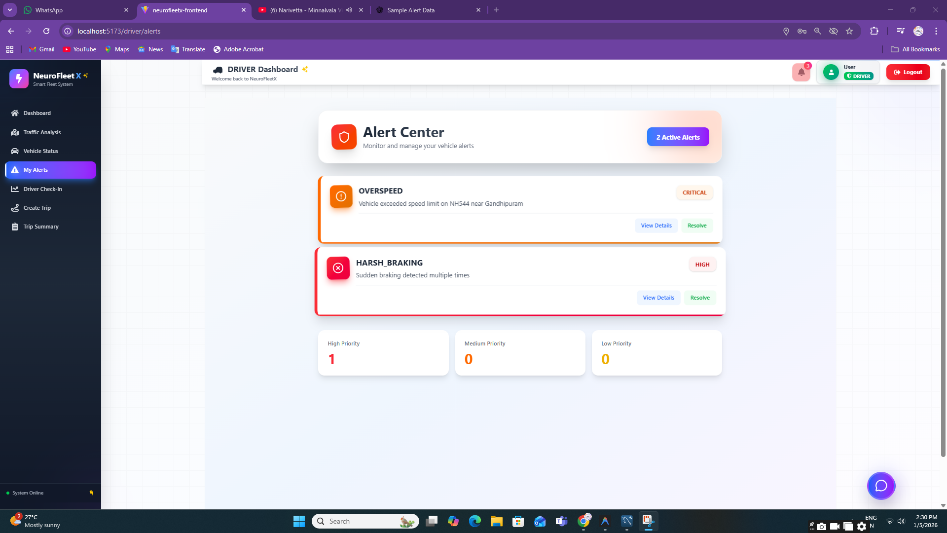 WhatsApp
neurofleetx-frontend
(6) Narivetta - Minnalvala
Sample Alert Data
localhost:5173/driver/alerts
Gmail
YouTube
Maps
News
Translate
Adobe Acrobat
All Bookmarks
NeuroFleet X
Smart Fleet System
Dashboard
Traffic Analysis
Vehicle Status
My Alerts
Driver Check-In
Create Trip
Trip Summary
System Online
DRIVER Dashboard
Welcome back to NeuroFleetX
User
DRIVER
Logout
Alert Center
Monitor and manage your vehicle alerts
2 Active Alerts
OVERSPEED
CRITICAL
Vehicle exceeded speed limit on NH544 near Gandhipuram
View Details
Resolve
HARSH_BRAKING
HIGH
Sudden braking detected multiple times
View Details
Resolve
High Priority
1
Medium Priority
0
Low Priority
0
27°C
Mostly sunny
Search
ENG
N
2:30 PM
1/5/2026